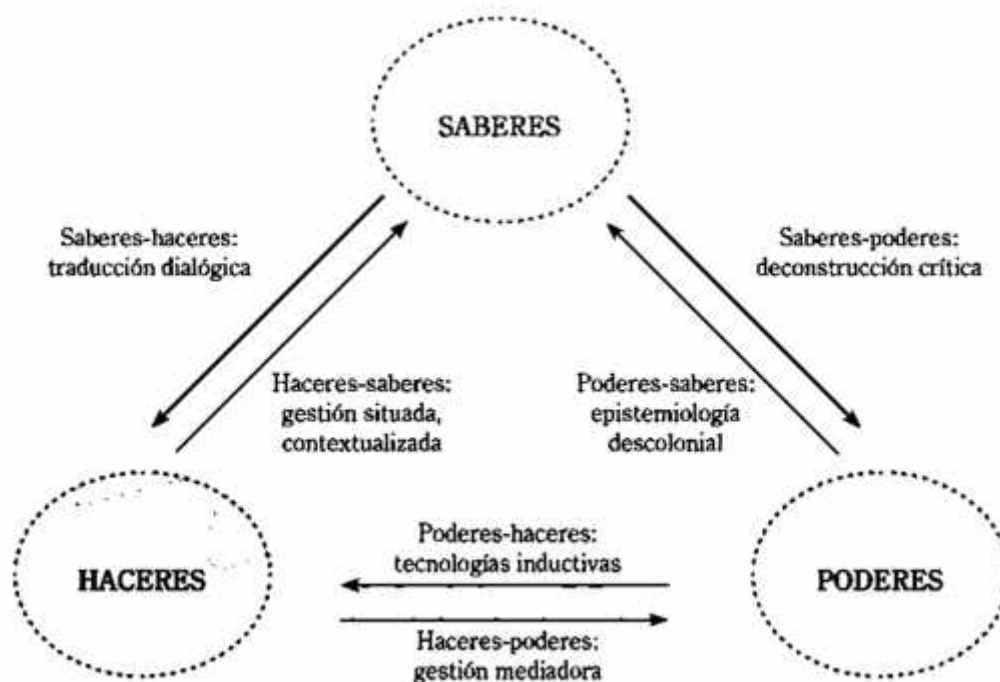 SABERES
Saberes-haceres:
traducción dialógica
Saberes-poderes:
deconstrucción crítica
Haceres-saberes:
gestión situada,
contextualizada
Poderes-saberes:
epistemiología
descolonial
HACERES
Poderes-haceres:
tecnologías inductivas
PODERES
Haceres-poderes:
gestión mediadora